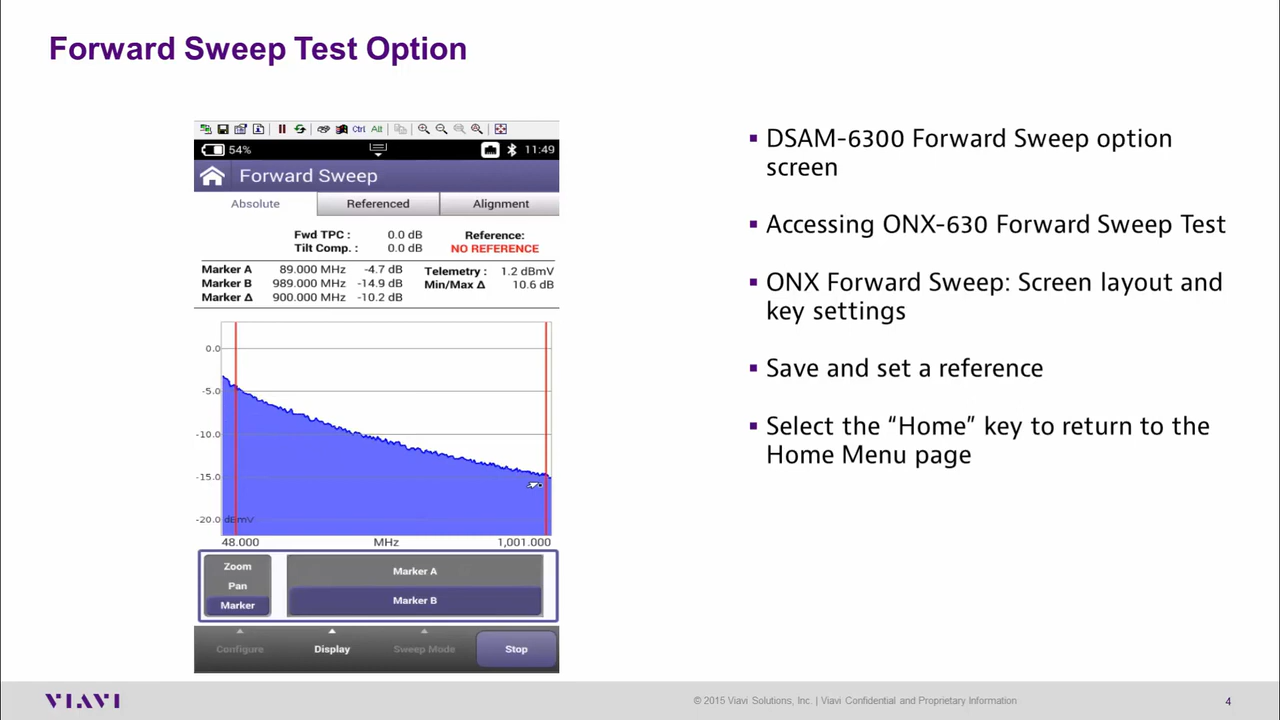 Forward Sweep Test Option
Ctrl Alt
54% 11:49
Forward Sweep
Absolute Referenced Alignment
Fwd TPC : 0.0 dB Reference:
Tilt Comp. : 0.0 dB NO REFERENCE
Marker A 89.000 MHz -4.7 dB Telemetry : 1.2 dBmV
Marker B 989.000 MHz -14.9 dB Min/Max Δ 10.6 dB
Marker Δ 900.000 MHz -10.2 dB
0.0
-5.0
-10.0
-15.0
-20.0 dBmV
48.000 MHz 1,001.000
Zoom
Pan
Marker
Marker A
Marker B
Configure Display Sweep Mode Stop
▪ DSAM-6300 Forward Sweep option
screen
▪ Accessing ONX-630 Forward Sweep Test
▪ ONX Forward Sweep: Screen layout and
key settings
▪ Save and set a reference
▪ Select the “Home” key to return to the
Home Menu page
VIAVI
© 2015 Viavi Solutions, Inc. | Viavi Confidential and Proprietary Information
4